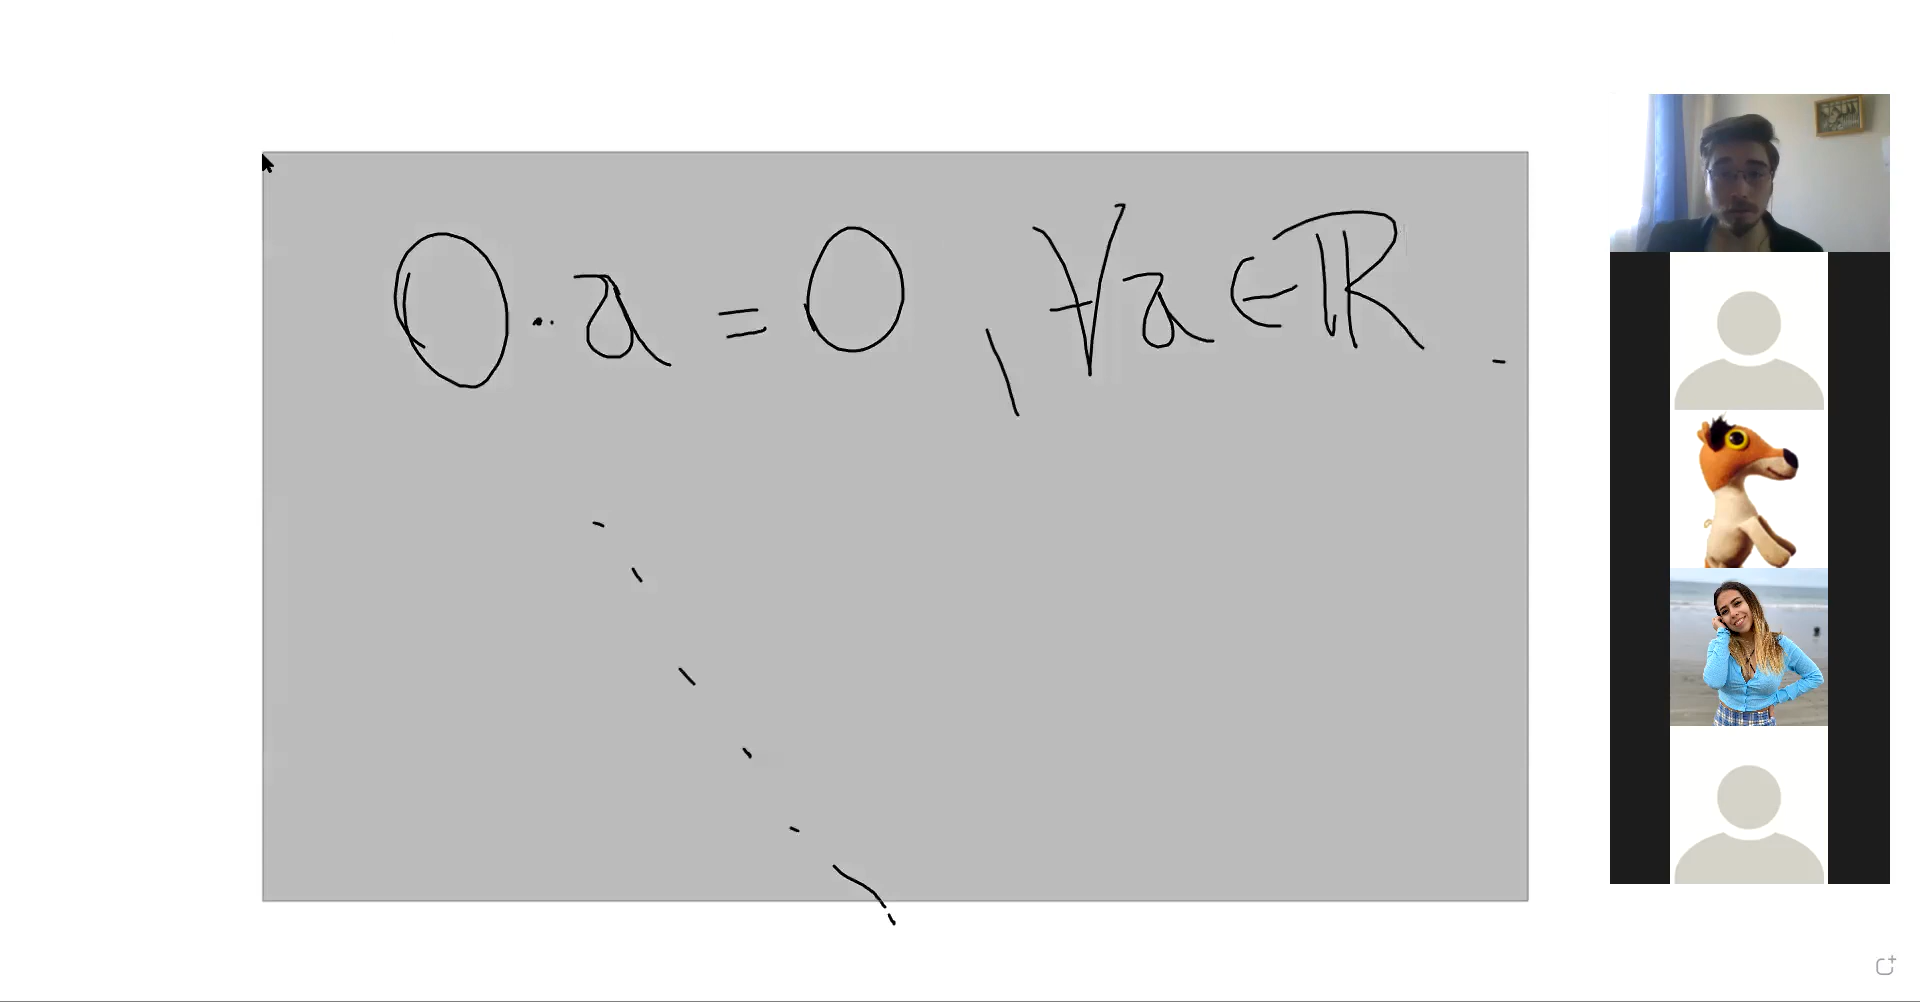 0·a = 0, ∀a∈ℝ.